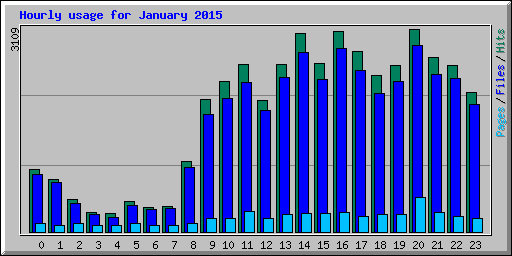 Hourly usage for January 2015
3109
Pages/Files/Hits
0 1 2 3 4 5 6 7 8 9 10 11 12 13 14 15 16 17 18 19 20 21 22 23